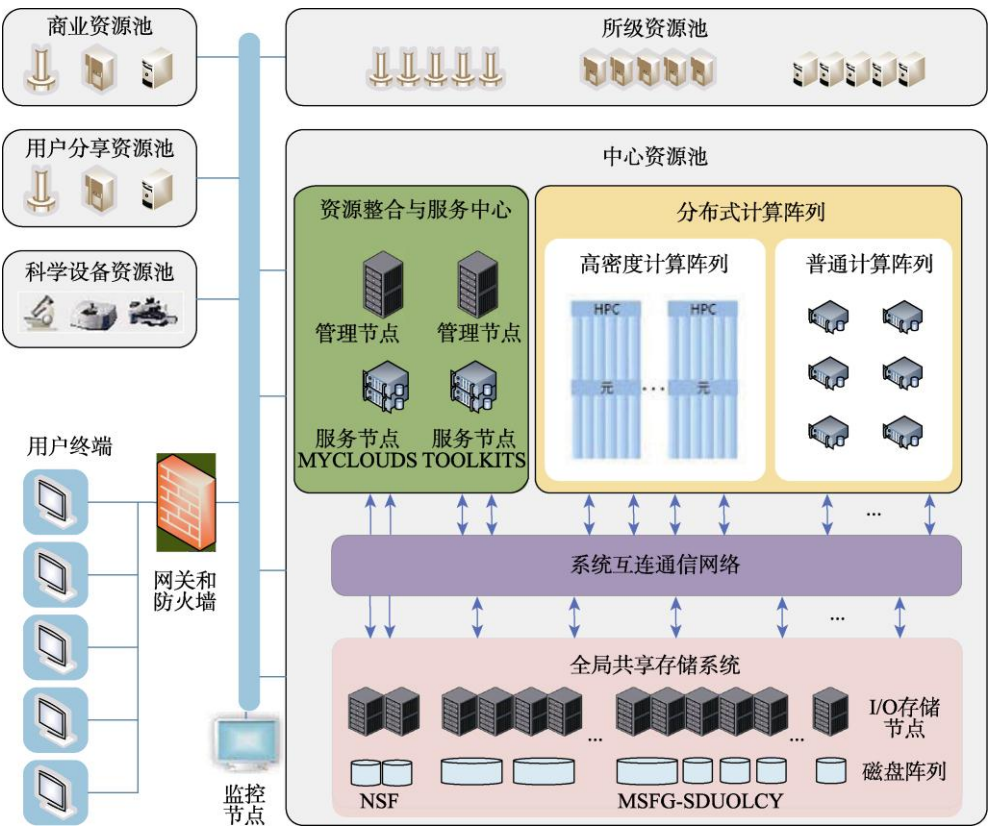 商业资源池
所级资源池
用户分享资源池
科学设备资源池
中心资源池
资源整合与服务中心
管理节点
管理节点
服务节点
MYCLOUDS
服务节点
TOOLKITS
分布式计算阵列
高密度计算阵列
HPC
HPC
元
...
元
普通计算阵列
用户终端
网关和
防火墙
...
系统互连通信网络
...
全局共享存储系统
...
...
I/O存储
节点
磁盘阵列
NSF
MSFG-SDUOLCY
监控
节点